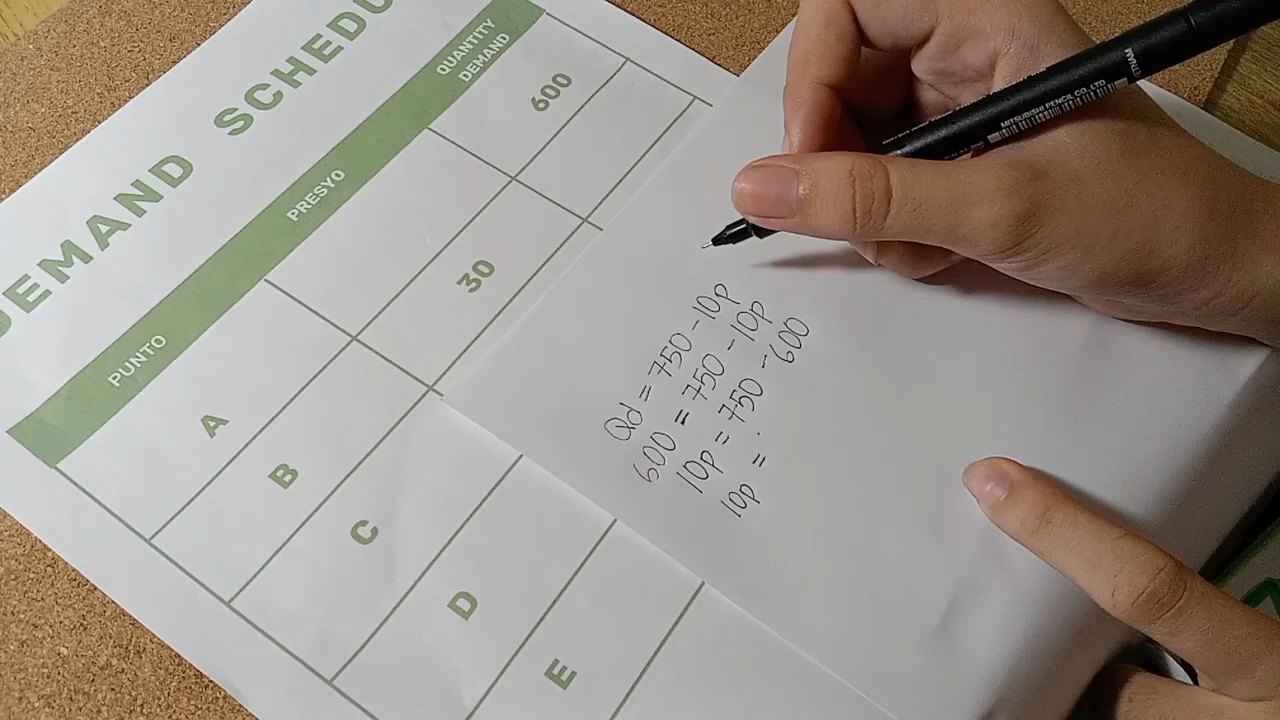 DEMAND SCHEDU
PUNTO PRESYO QUANTITY DEMAND
A 600
B
30
C
D
E
Qd = 750 - 10p
600 = 750 - 10p
10p = 750 - 600
10p =
MITSUBISHI PENCIL CO., LTD.